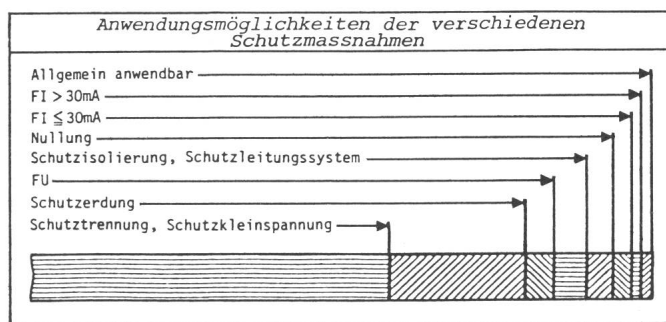 Anwendungsmöglichkeiten der verschiedenen
Schutzmassnahmen
Allgemein anwendbar
FI > 30mA
FI ≦ 30mA
Nullung
Schutzisolierung, Schutzleitungssystem
FU
Schutzerdung
Schutztrennung, Schutzkleinspannung